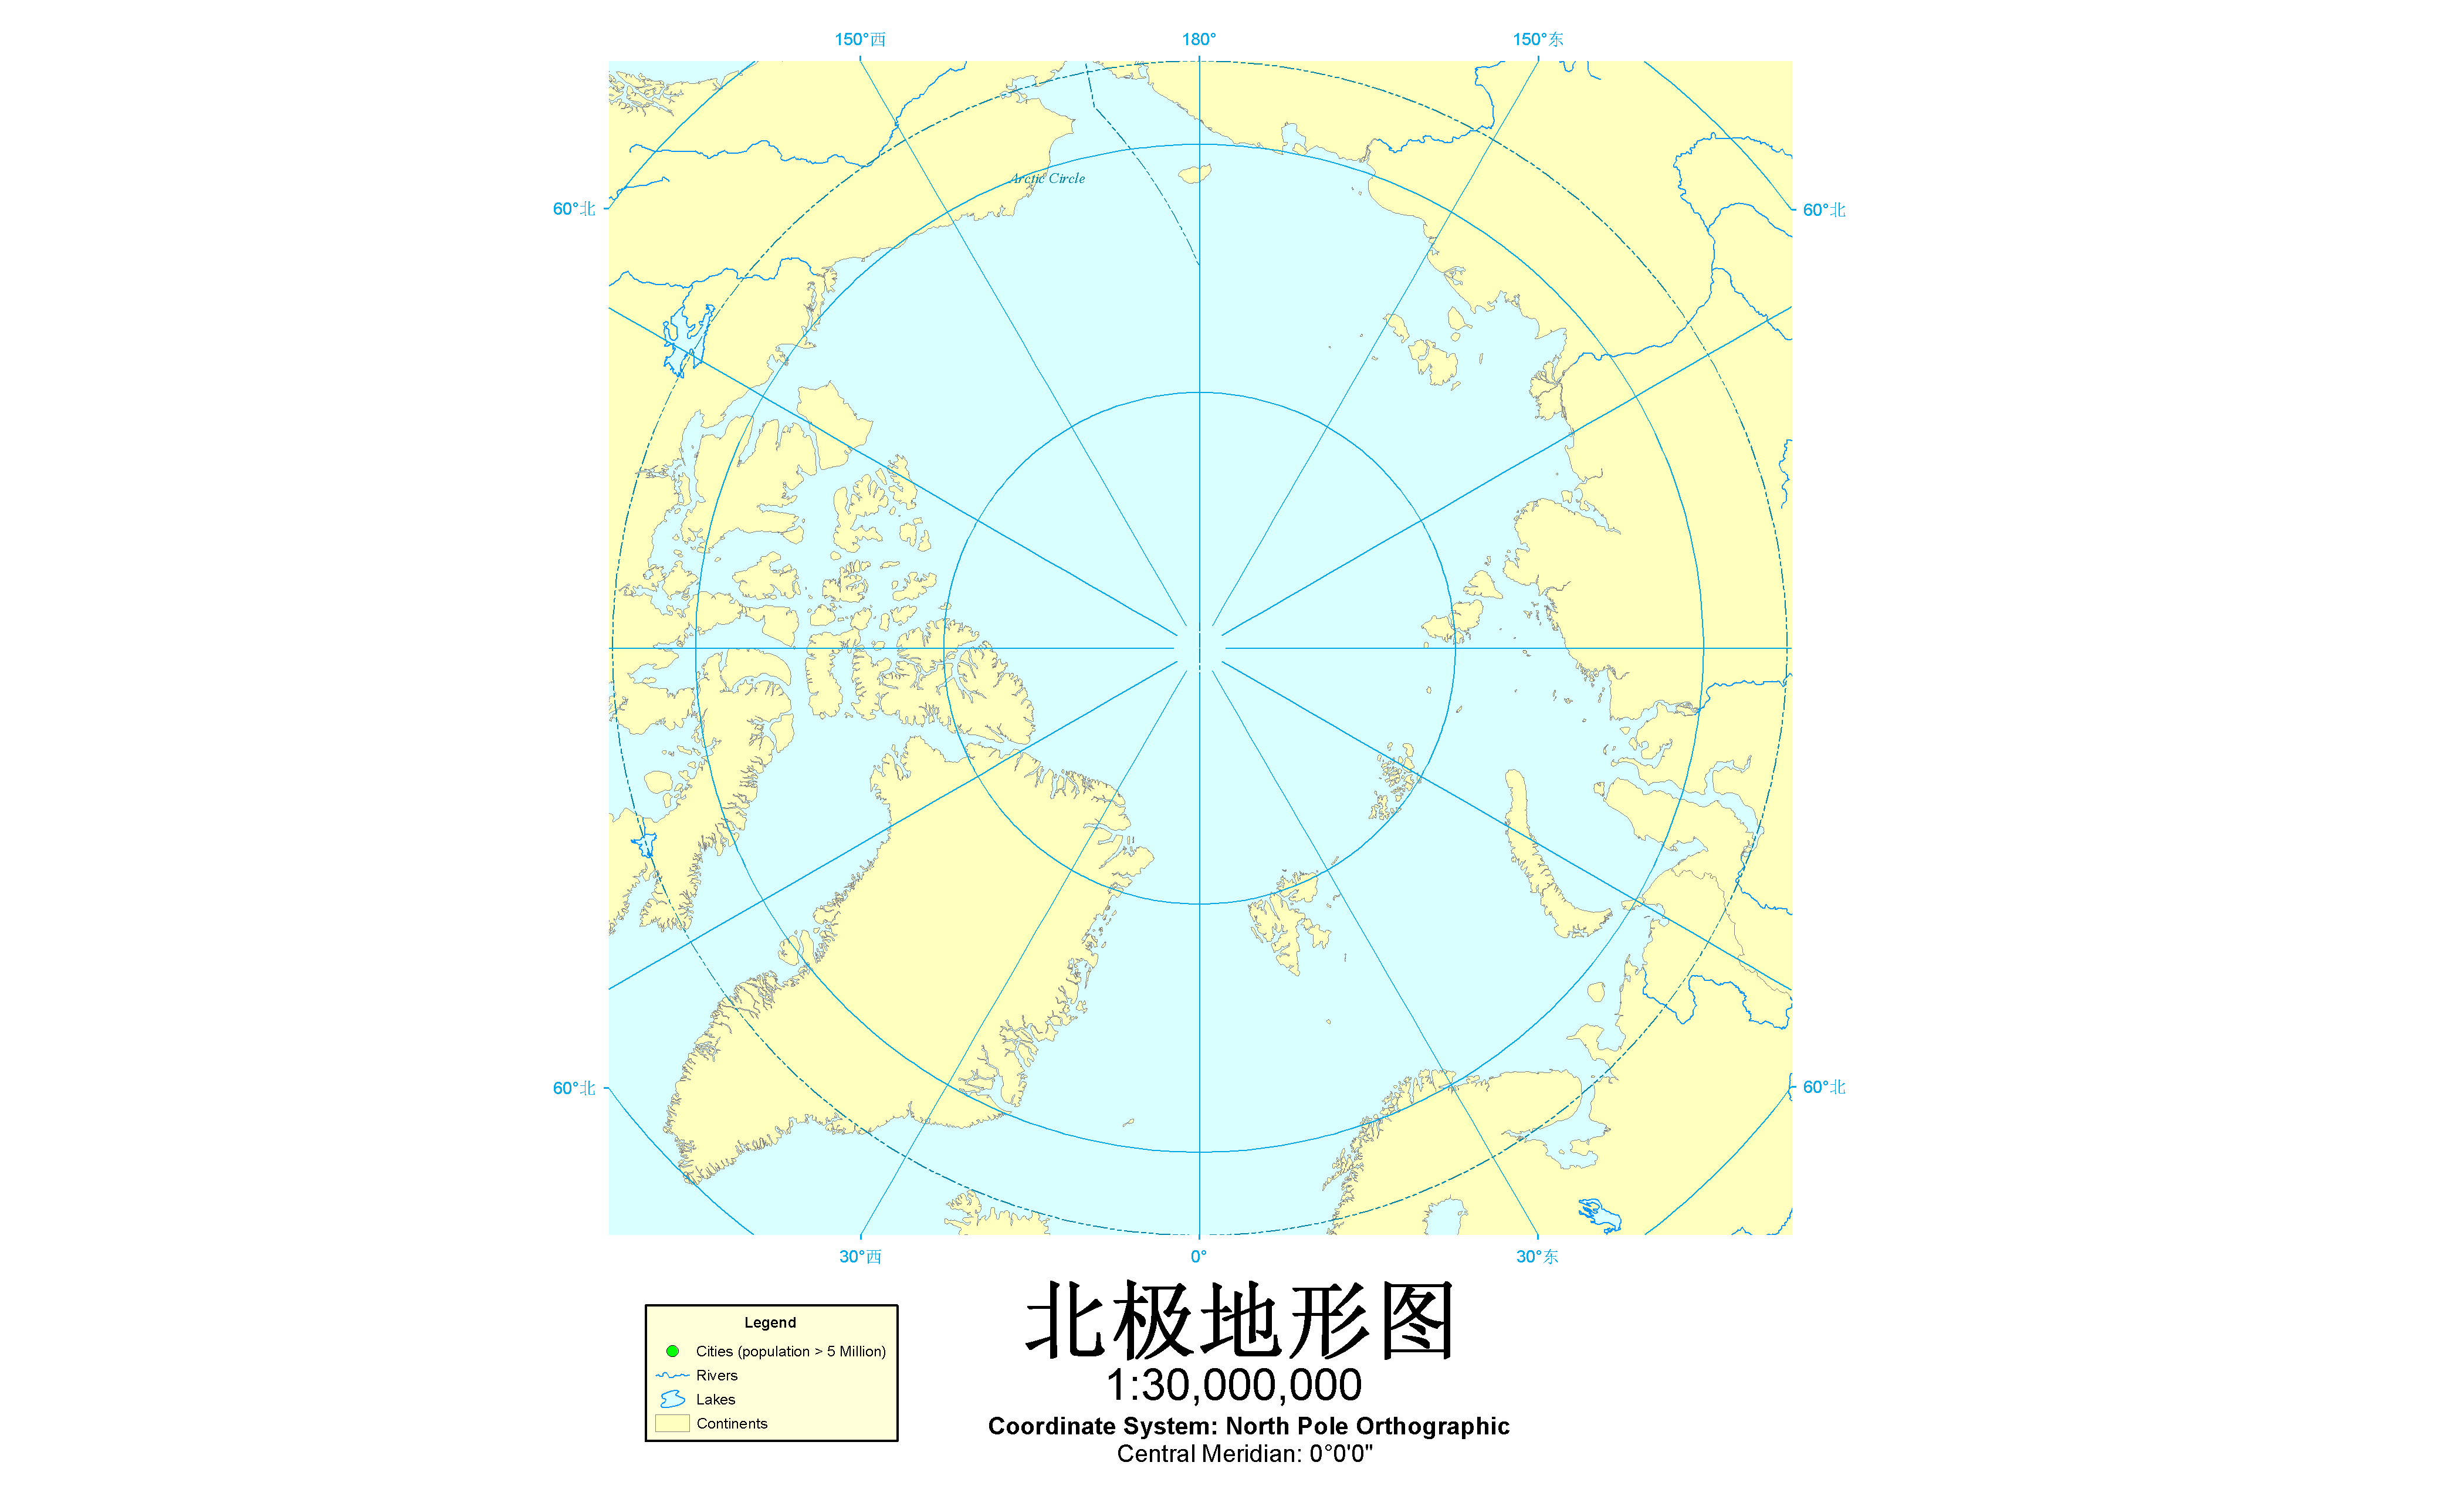 150°西
180°
150°东
60°北
60°北
Arctic Circle
60°北
60°北
30°西
0°
30°东
北极地形图
1:30,000,000
Coordinate System: North Pole Orthographic
Central Meridian: 0°0'0"
Legend
Cities (population > 5 Million)
Rivers
Lakes
Continents